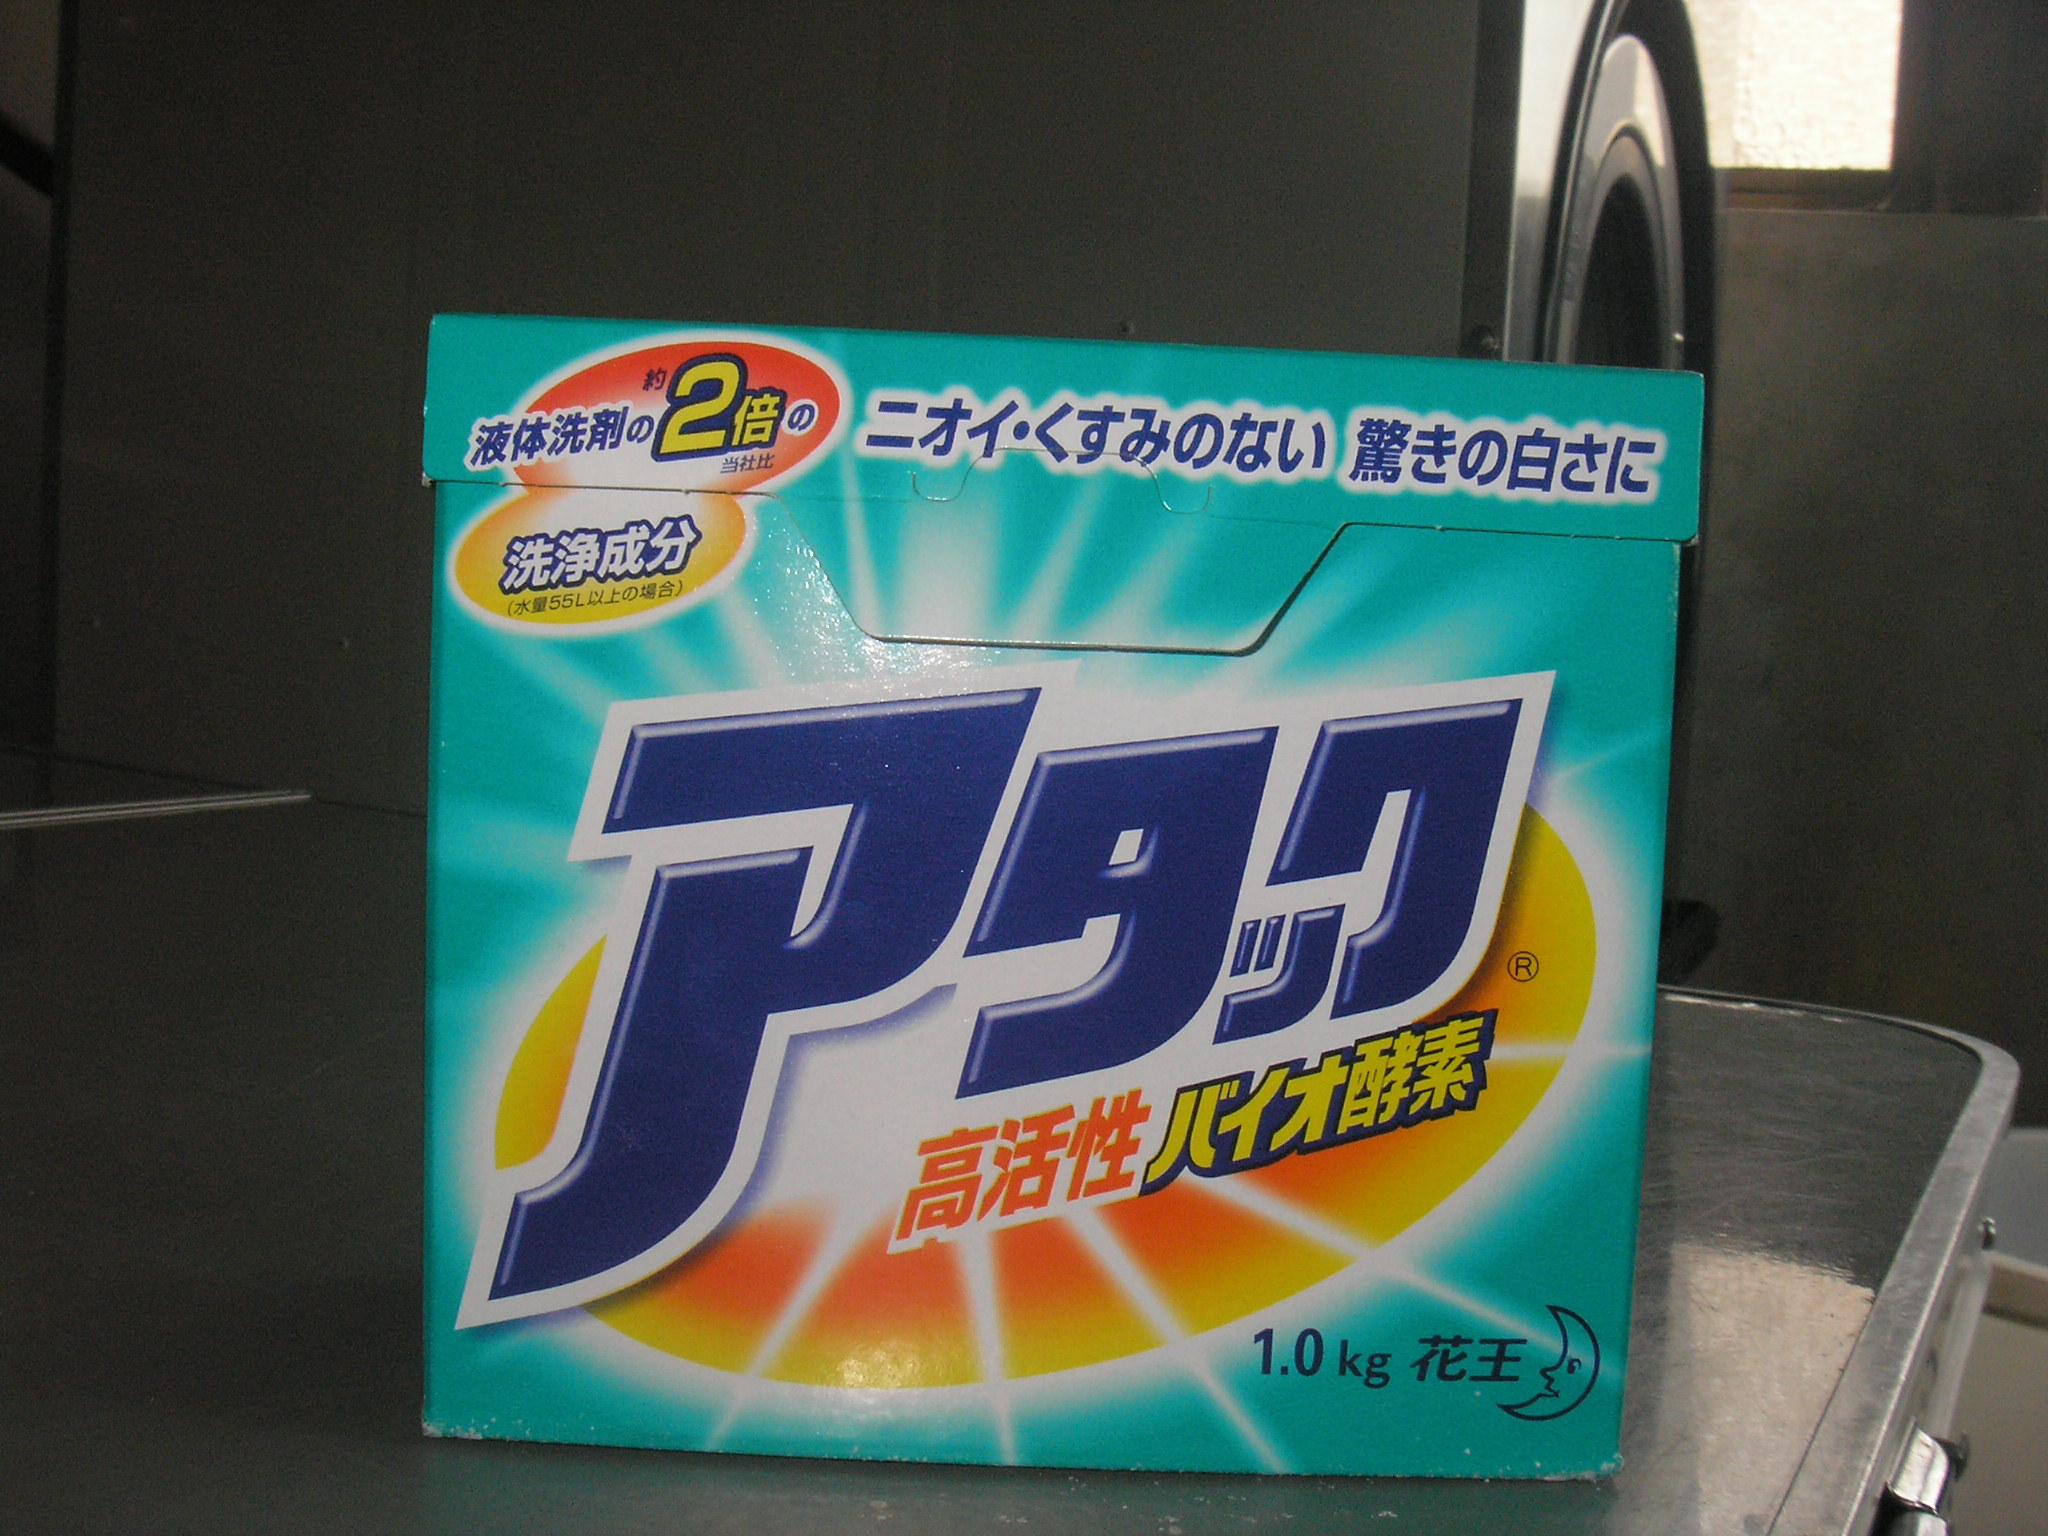 液体洗剤の約2倍の
当社比
洗浄成分
(水量55L以上の場合)
ニオイ・くすみのない 驚きの白さに
アタック
®
高活性バイオ酵素
1.0 kg 花王